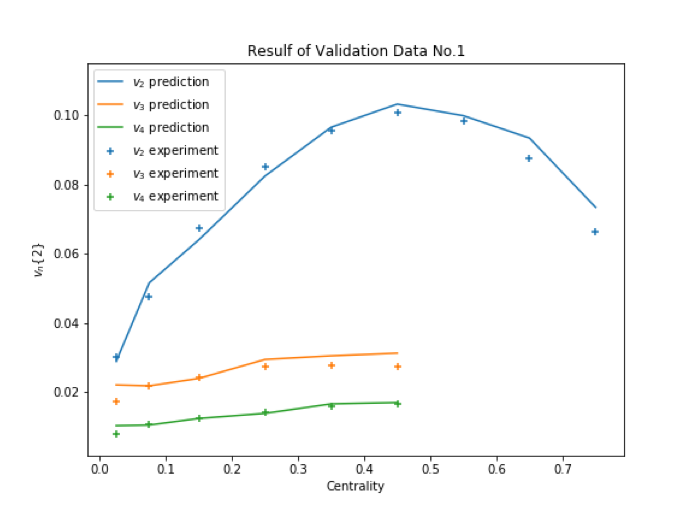 Resulf of Validation Data No.1
v₂ prediction
v₃ prediction
v₄ prediction
v₂ experiment
v₃ experiment
v₄ experiment
0.10
0.08
0.06
0.04
0.02
vₙ{2}
0.0 0.1 0.2 0.3 0.4 0.5 0.6 0.7
Centrality